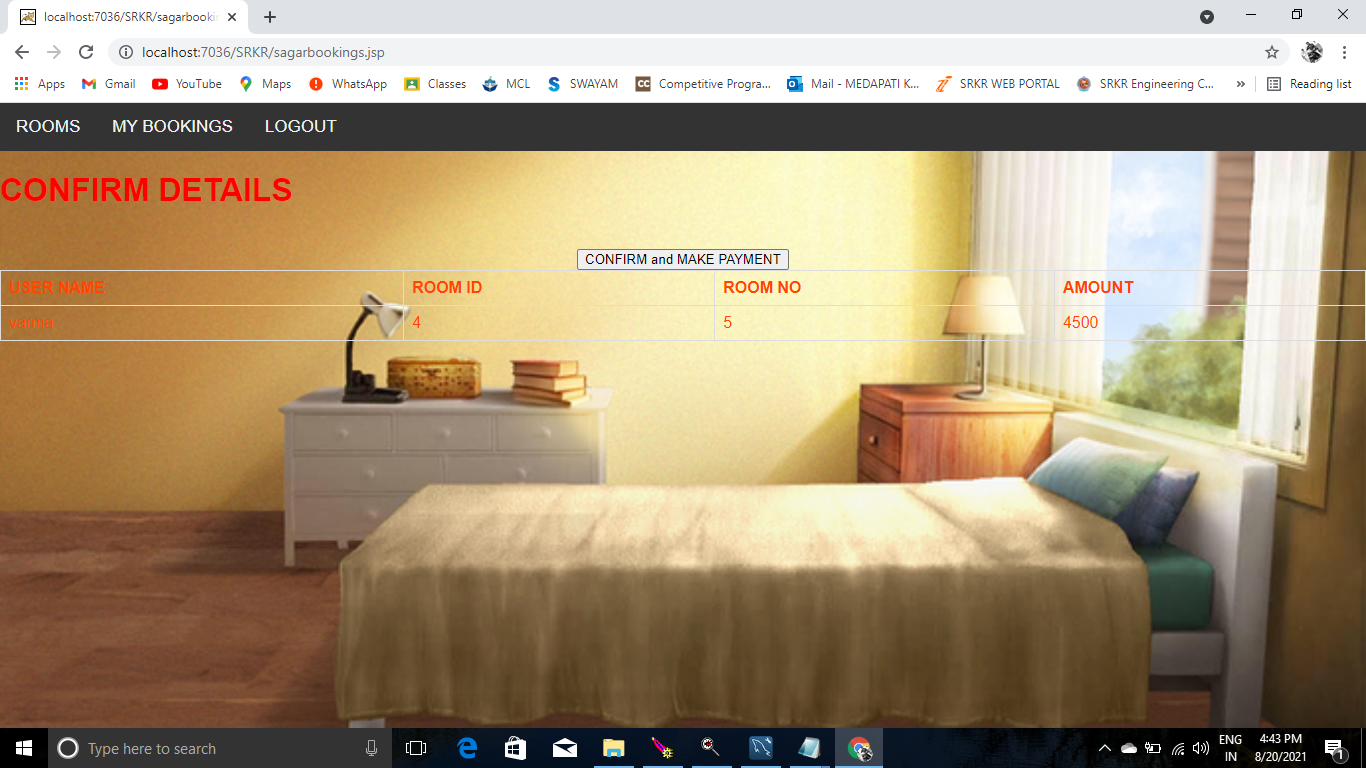 localhost:7036/SRKR/sagarbookin
localhost:7036/SRKR/sagarbookings.jsp
Apps Gmail YouTube Maps WhatsApp Classes MCL SWAYAM Competitive Progra... Mail - MEDAPATI K... SRKR WEB PORTAL SRKR Engineering C... » Reading list
ROOMS MY BOOKINGS LOGOUT
CONFIRM DETAILS
CONFIRM and MAKE PAYMENT
USER NAME ROOM ID ROOM NO AMOUNT
4 5 4500
Type here to search
ENG 4:43 PM
IN 8/20/2021 1